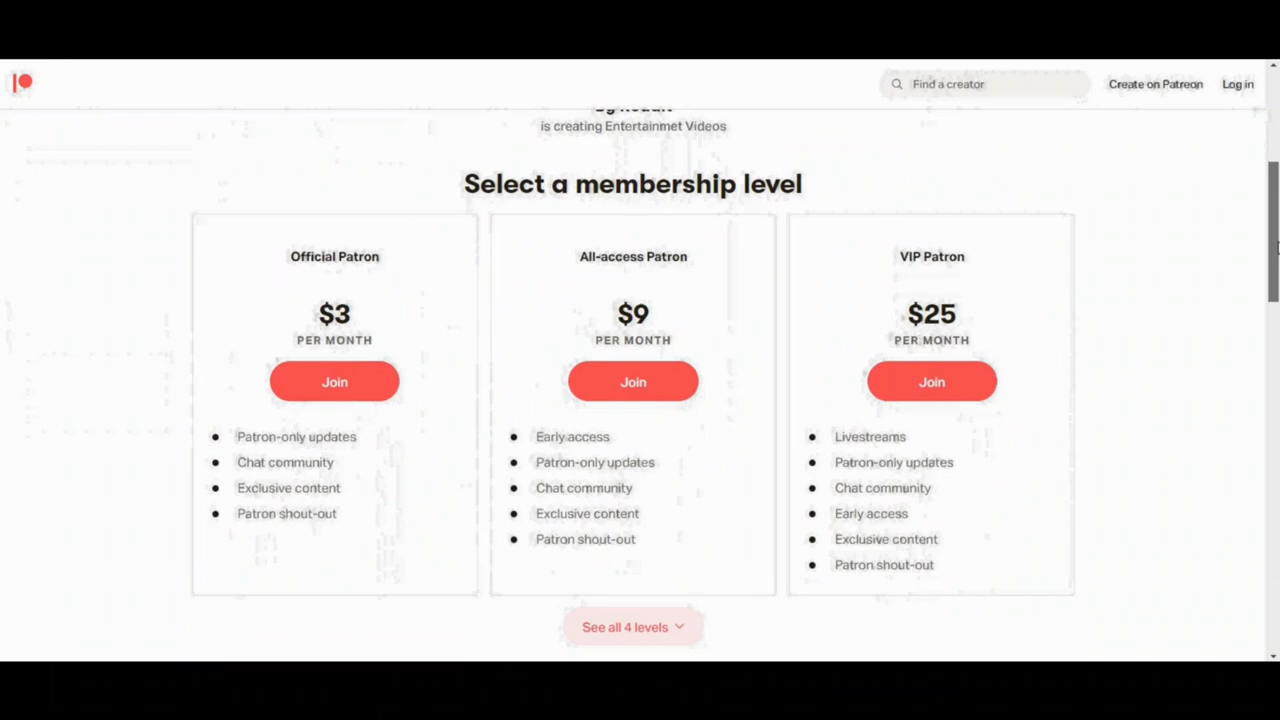 Find a creator
Create on Patreon
Log in
is creating Entertainmet Videos
Select a membership level
Official Patron
$3
PER MONTH
Join
Patron-only updates
Chat community
Exclusive content
Patron shout-out
All-access Patron
$9
PER MONTH
Join
Early access
Patron-only updates
Chat community
Exclusive content
Patron shout-out
VIP Patron
$25
PER MONTH
Join
Livestreams
Patron-only updates
Chat community
Early access
Exclusive content
Patron shout-out
See all 4 levels